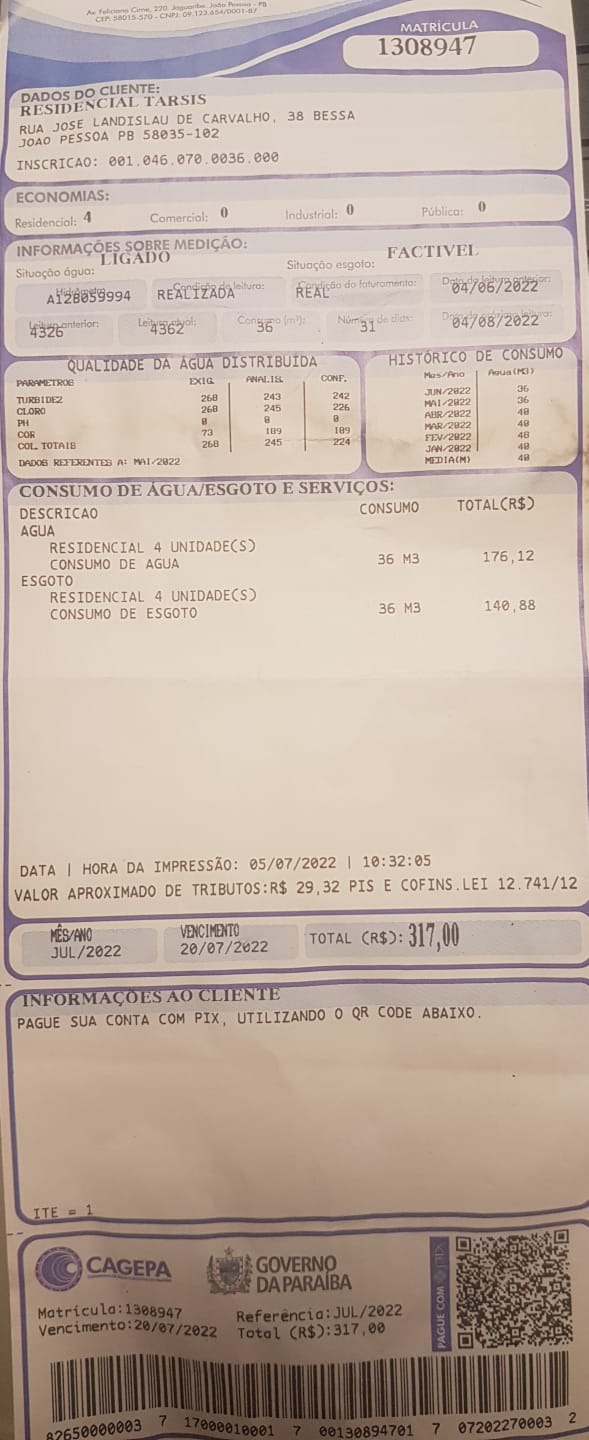 Av. Feliciano Cirne, 220, Jaguaribe, João Pessoa - PB
CEP: 58015-570 - CNPJ: 09.123.654/0001-87
MATRÍCULA
1308947
DADOS DO CLIENTE:
RESIDENCIAL TARSIS
RUA JOSE LANDISLAU DE CARVALHO, 38 BESSA
JOAO PESSOA PB 58035-102
INSCRICAO: 001.046.070.0036.000
ECONOMIAS:
Residencial: 4 Comercial: 0 Industrial: 0 Pública: 0
INFORMAÇÕES SOBRE MEDIÇÃO:
Situação água: LIGADO Situação esgoto: FACTIVEL
Hidrômetro Condição da leitura: Condição do faturamento: Data da leitura anterior:
A12B059994 REALIZADA REAL 04/06/2022
Leitura anterior: Leitura atual: Consumo (m³): Número de dias: Data da próxima leitura:
4326 4362 36 31 04/08/2022
QUALIDADE DA ÁGUA DISTRIBUÍDA
PARAMETROS EXIG. ANALIS. CONF.
TURBIDEZ 268 243 242
CLORO 268 245 226
PH 0 0 0
COR 73 189 189
COL.TOTAIS 268 245 224
DADOS REFERENTES A: MAI/2022
HISTÓRICO DE CONSUMO
Mes/Ano Agua(M3)
JUN/2022 36
MAI/2022 36
ABR/2022 40
MAR/2022 40
FEV/2022 48
JAN/2022 40
MEDIA(M) 40
CONSUMO DE ÁGUA/ESGOTO E SERVIÇOS:
DESCRICAO CONSUMO TOTAL(R$)
AGUA
RESIDENCIAL 4 UNIDADE(S)
CONSUMO DE AGUA 36 M3 176,12
ESGOTO
RESIDENCIAL 4 UNIDADE(S)
CONSUMO DE ESGOTO 36 M3 140,88
DATA | HORA DA IMPRESSÃO: 05/07/2022 | 10:32:05
VALOR APROXIMADO DE TRIBUTOS:R$ 29,32 PIS E COFINS.LEI 12.741/12
MÊS/ANO VENCIMENTO
JUL/2022 20/07/2022 TOTAL (R$): 317,00
INFORMAÇÕES AO CLIENTE
PAGUE SUA CONTA COM PIX, UTILIZANDO O QR CODE ABAIXO.
ITE = 1
CAGEPA
GOVERNO
DA PARAÍBA
PAGUE COM PIX
Matrícula:1308947 Referência:JUL/2022
Vencimento:20/07/2022 Total (R$):317,00
82650000003 7 17000010001 7 00130894701 7 07202270003 2